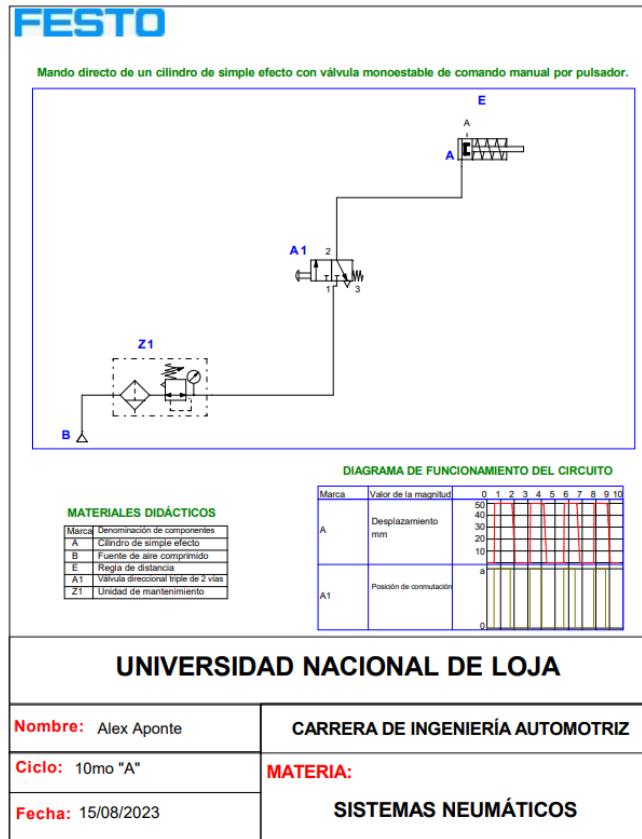 FESTO
Mando directo de un cilindro de simple efecto con válvula monoestable de comando manual por pulsador.
E
A
A
A1
2
1
3
Z1
B
DIAGRAMA DE FUNCIONAMIENTO DEL CIRCUITO
Marca Valor de la magnitud 0 1 2 3 4 5 6 7 8 9 10
A Desplazamiento mm 50 40 30 20 10
A1 Posición de conmutación a 0
MATERIALES DIDÁCTICOS
Marca Denominación de componentes
A Cilindro de simple efecto
B Fuente de aire comprimido
E Regla de distancia
A1 Válvula direccional triple de 2 vías
Z1 Unidad de mantenimiento
UNIVERSIDAD NACIONAL DE LOJA
Nombre: Alex Aponte
CARRERA DE INGENIERÍA AUTOMOTRIZ
Ciclo: 10mo "A"
MATERIA:
Fecha: 15/08/2023
SISTEMAS NEUMÁTICOS